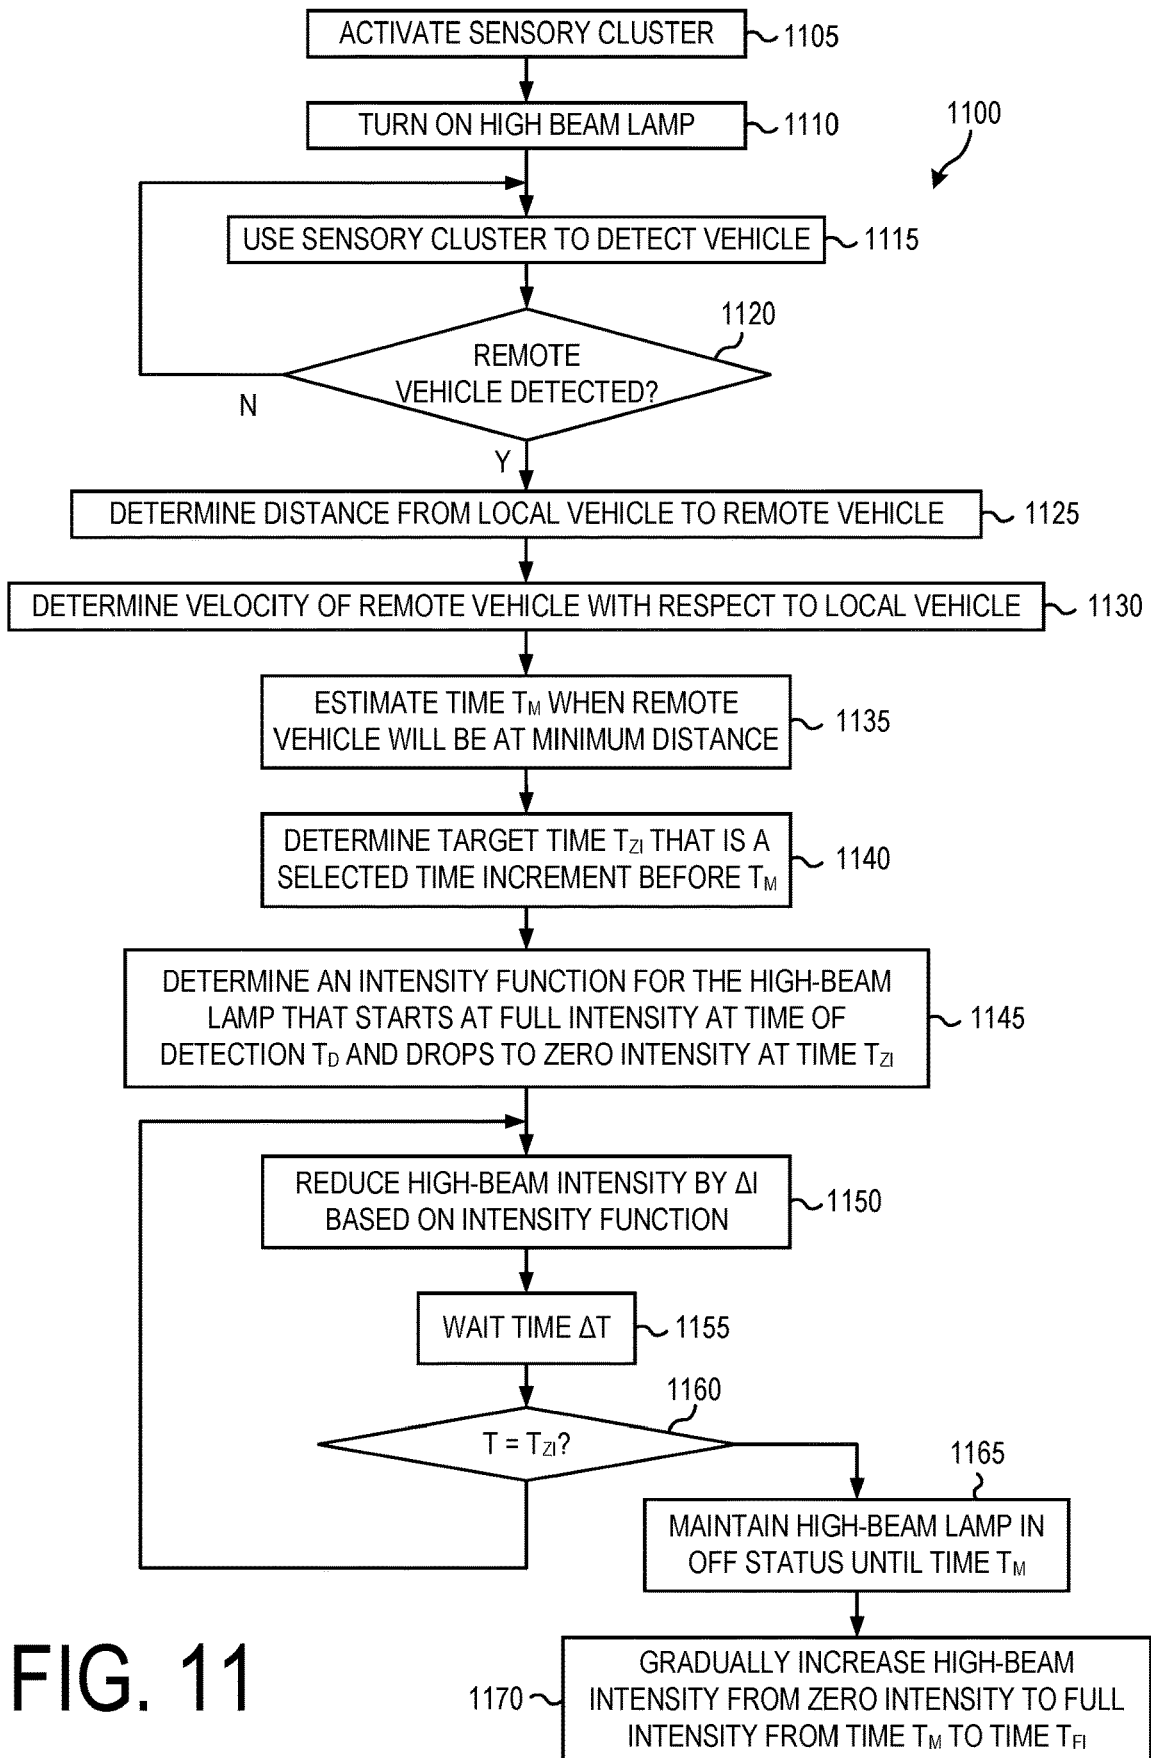 ACTIVATE SENSORY CLUSTER
1105
TURN ON HIGH BEAM LAMP
1110
1100
USE SENSORY CLUSTER TO DETECT VEHICLE
1115
1120
REMOTE
VEHICLE DETECTED?
N
Y
DETERMINE DISTANCE FROM LOCAL VEHICLE TO REMOTE VEHICLE
1125
DETERMINE VELOCITY OF REMOTE VEHICLE WITH RESPECT TO LOCAL VEHICLE
1130
ESTIMATE TIME TM WHEN REMOTE
VEHICLE WILL BE AT MINIMUM DISTANCE
1135
DETERMINE TARGET TIME TZI THAT IS A
SELECTED TIME INCREMENT BEFORE TM
1140
DETERMINE AN INTENSITY FUNCTION FOR THE HIGH-BEAM
LAMP THAT STARTS AT FULL INTENSITY AT TIME OF
DETECTION TD AND DROPS TO ZERO INTENSITY AT TIME TZI
1145
REDUCE HIGH-BEAM INTENSITY BY ΔI
BASED ON INTENSITY FUNCTION
1150
WAIT TIME ΔT
1155
1160
T = TZI?
1165
MAINTAIN HIGH-BEAM LAMP IN
OFF STATUS UNTIL TIME TM
GRADUALLY INCREASE HIGH-BEAM
INTENSITY FROM ZERO INTENSITY TO FULL
INTENSITY FROM TIME TM TO TIME TFI
1170
FIG. 11